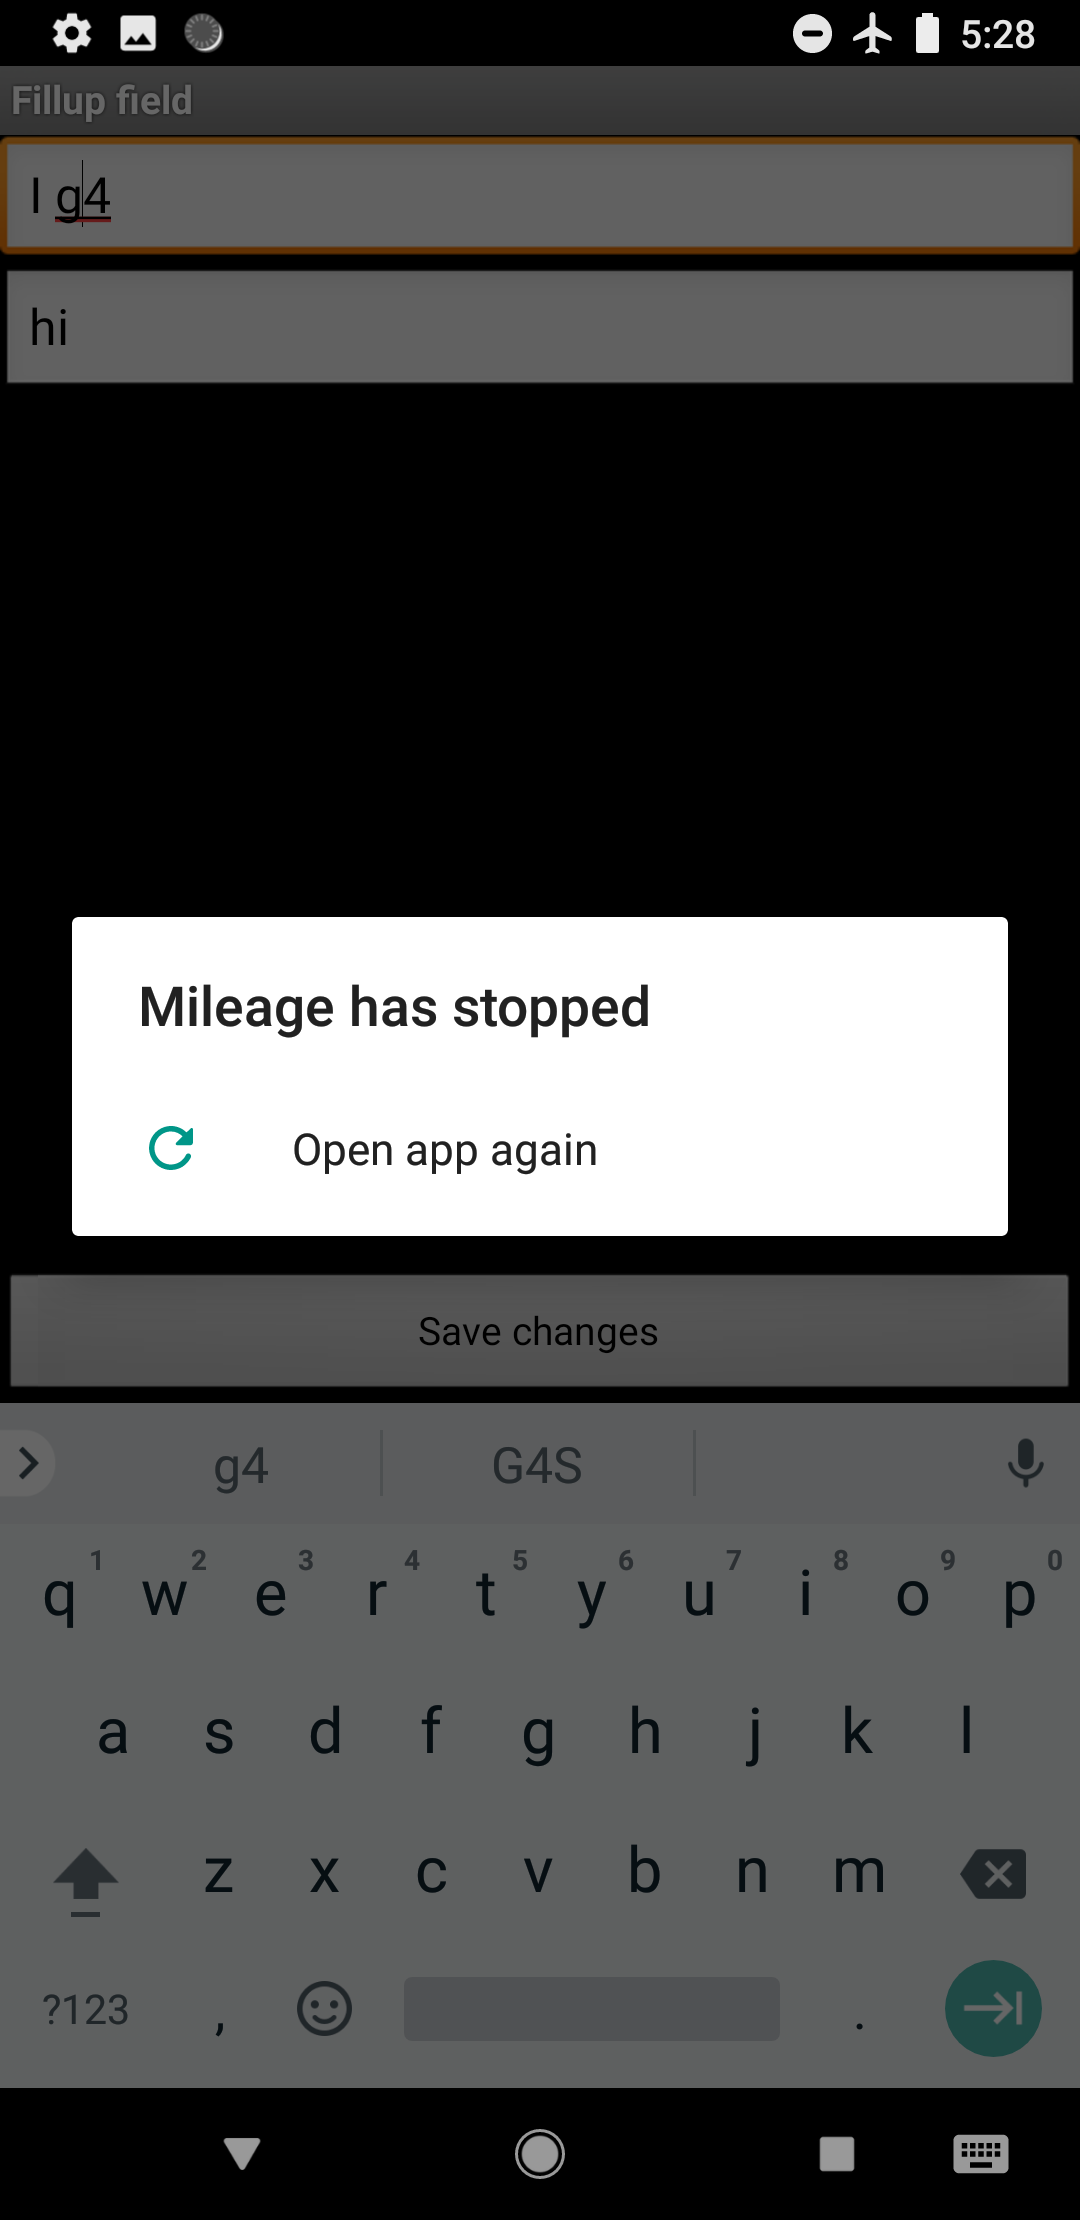 5:28
Fillup field
I g4
hi
Mileage has stopped
Open app again
Save changes
g4 G4S
1 2 3 4 5 6 7 8 9 0
q w e r t y u i o p
a s d f g h j k l
z x c v b n m
?123 , .